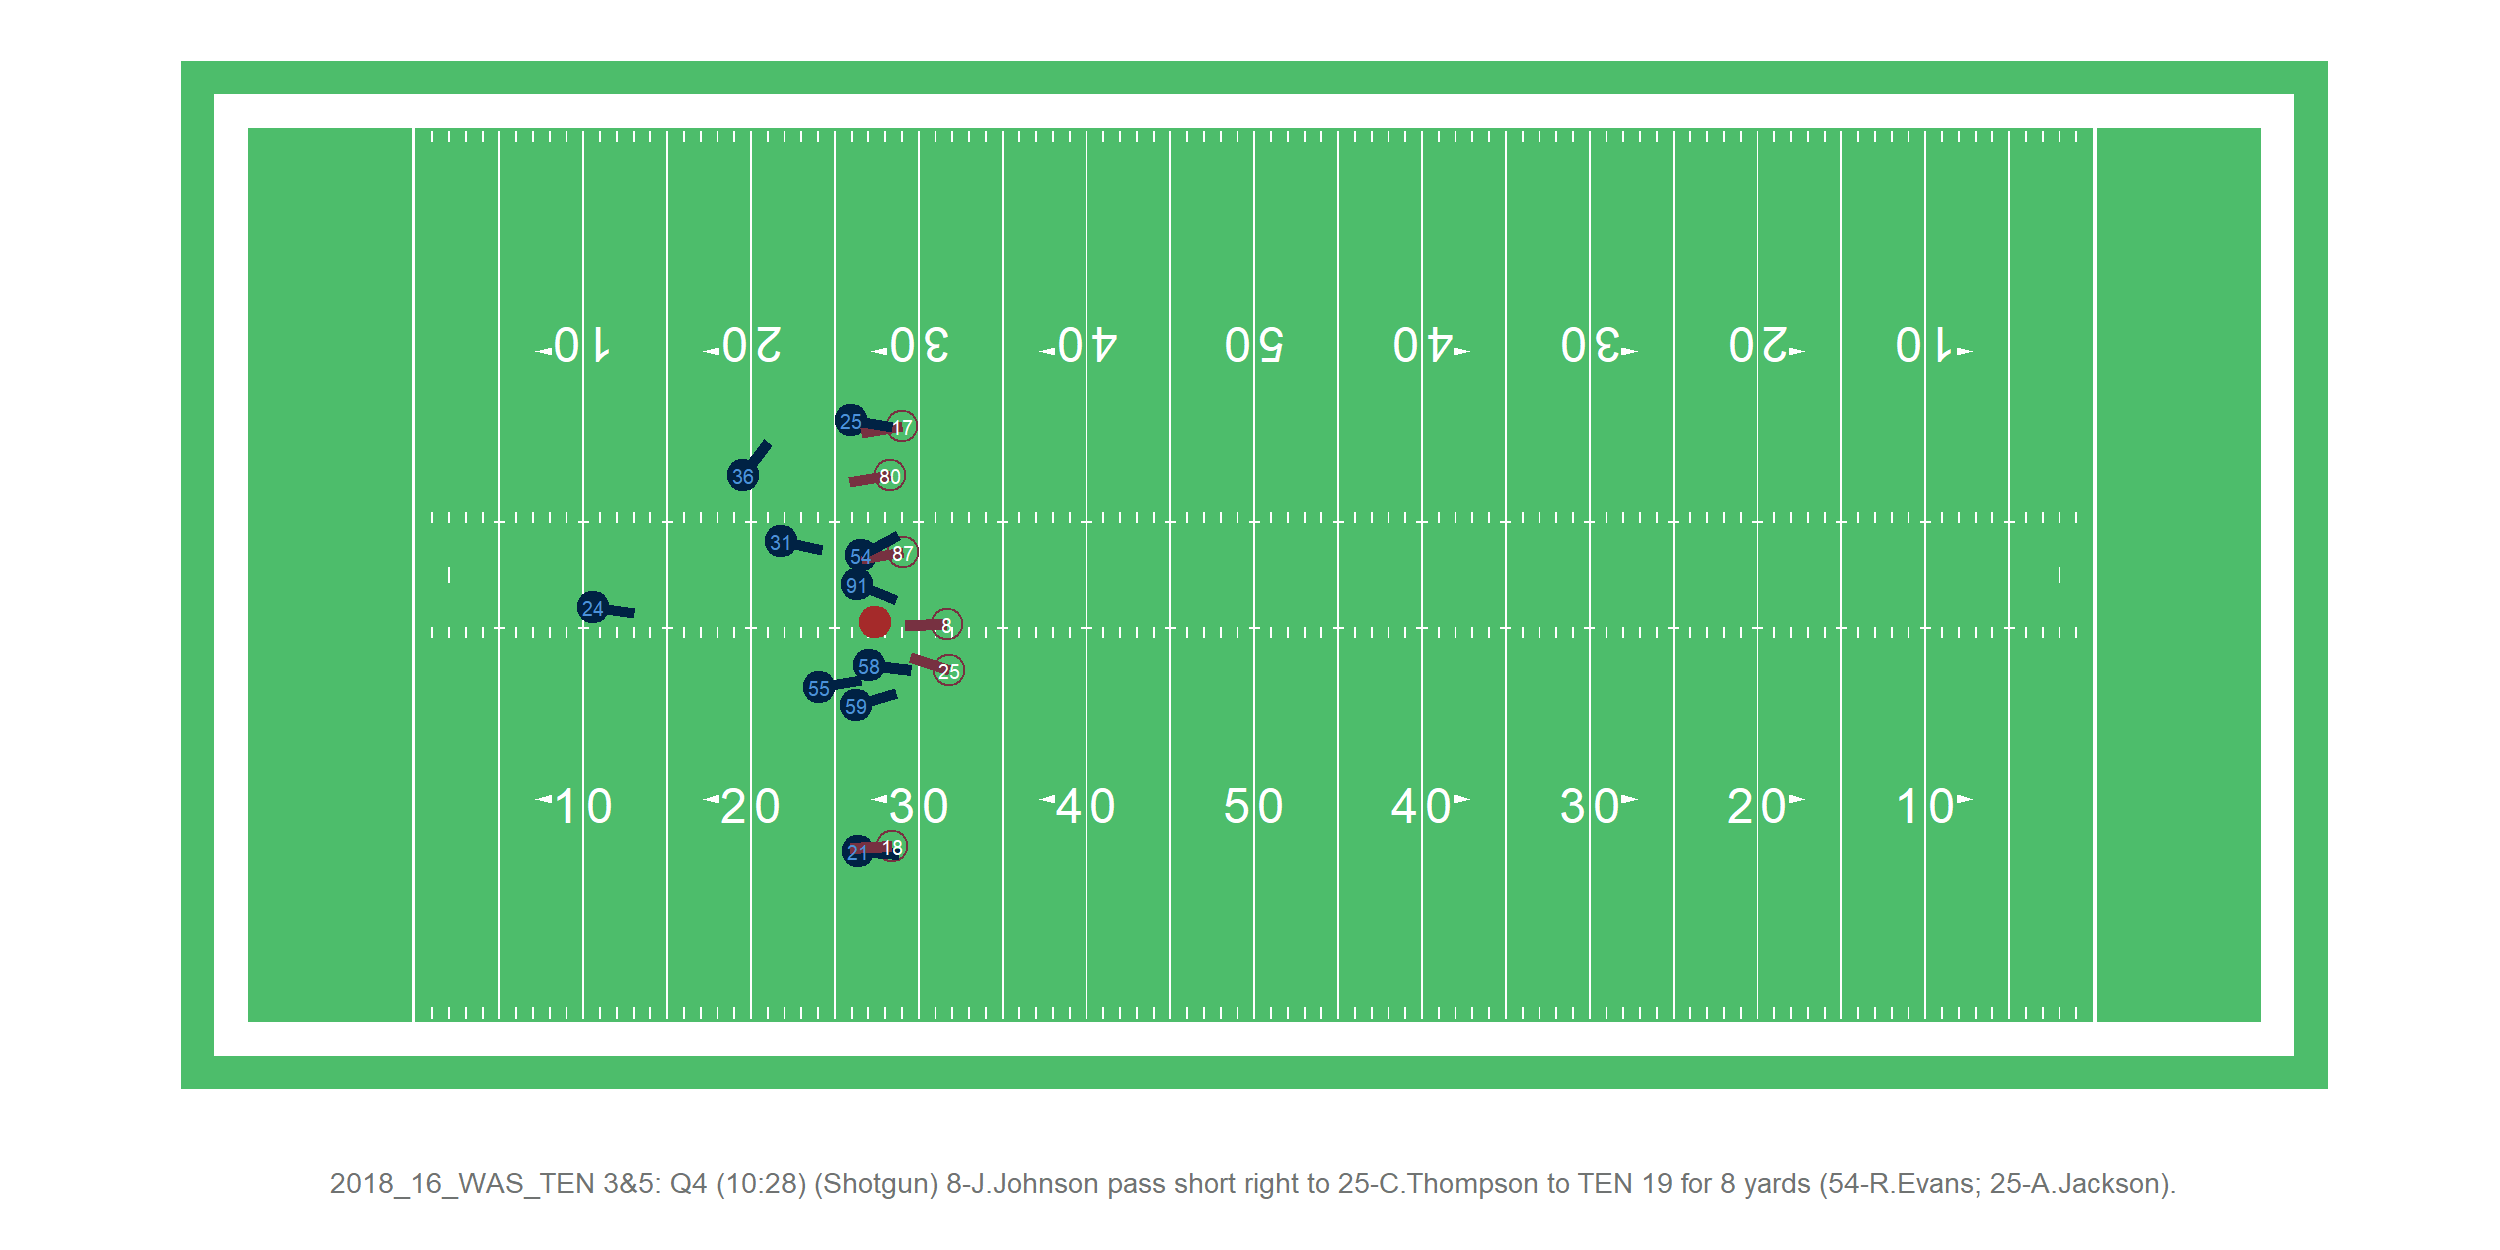 10 20 30 40 50 40 30 20 10
25 17
36 80
31 54 87
91
24 8
58 25
55
59
10 20 30 40 50 40 30 20 10
21 18
2018_16_WAS_TEN 3&5: Q4 (10:28) (Shotgun) 8-J.Johnson pass short right to 25-C.Thompson to TEN 19 for 8 yards (54-R.Evans; 25-A.Jackson).